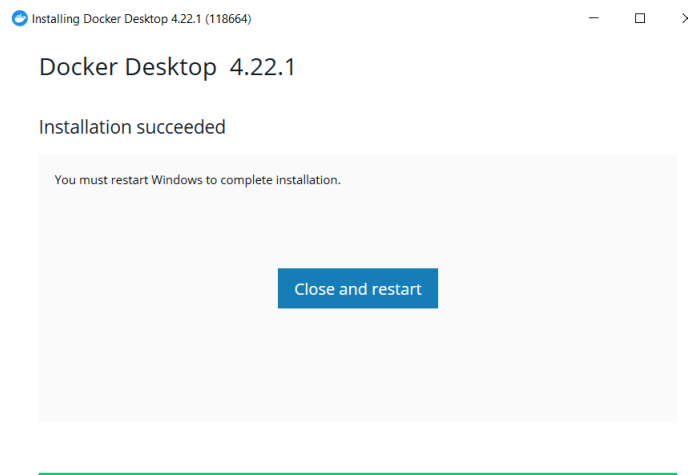 Installing Docker Desktop 4.22.1 (118664)
Docker Desktop 4.22.1
Installation succeeded
You must restart Windows to complete installation.
Close and restart